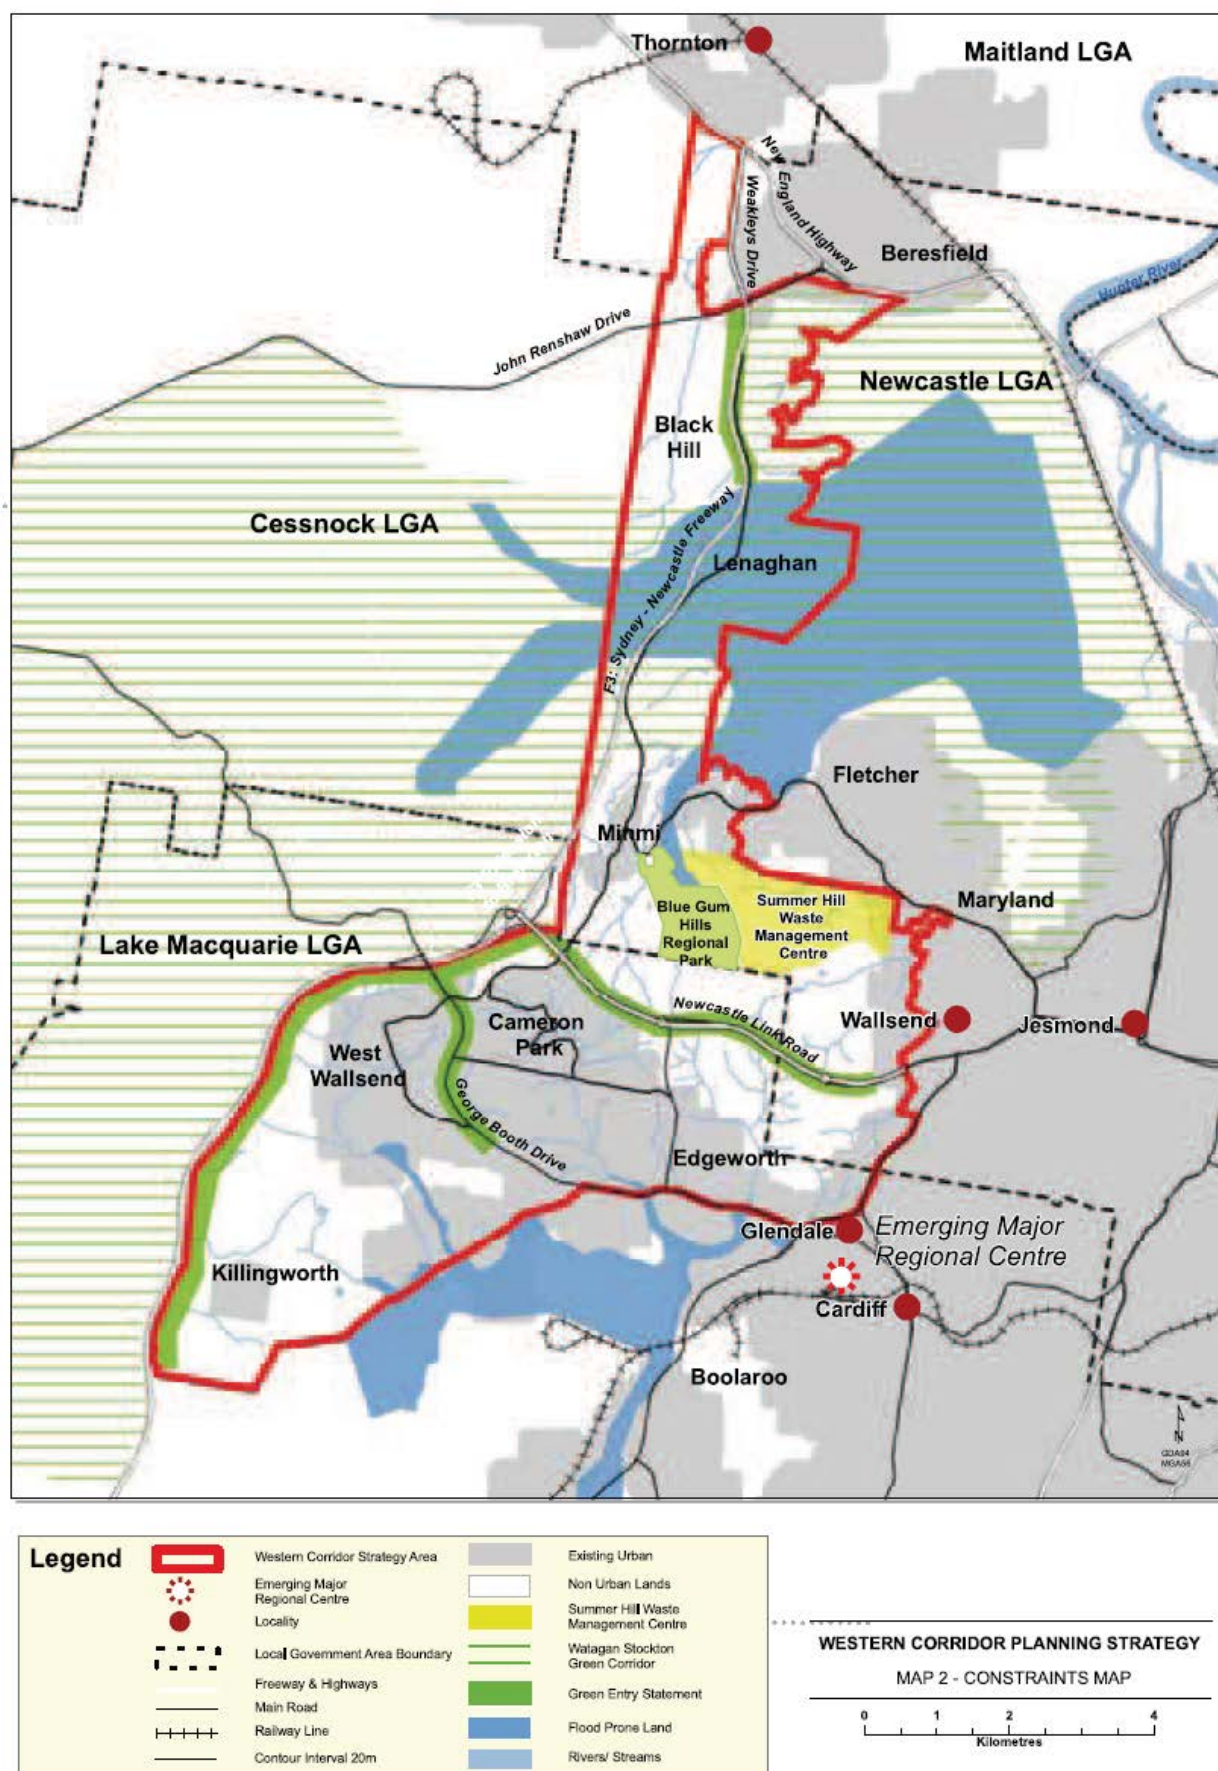 Thornton
Maitland LGA
New England Highway
Weakleys Drive
Beresfield
Hunter River
John Renshaw Drive
Newcastle LGA
Black
Hill
Cessnock LGA
F3: Sydney - Newcastle Freeway
Lenaghan
Fletcher
Minmi
Maryland
Blue Gum
Hills
Regional
Park
Summer Hill
Waste
Management
Centre
Lake Macquarie LGA
Newcastle Link Road
Wallsend
Jesmond
Cameron
Park
West
Wallsend
George Booth Drive
Edgeworth
Glendale
Emerging Major
Regional Centre
Killingworth
Cardiff
Boolaroo
N
GDA94
MGA56
Legend
Western Corridor Strategy Area
Emerging Major
Regional Centre
Locality
Local Government Area Boundary
Freeway & Highways
Main Road
Railway Line
Contour Interval 20m
Existing Urban
Non Urban Lands
Summer Hill Waste
Management Centre
Watagan Stockton
Green Corridor
Green Entry Statement
Flood Prone Land
Rivers/ Streams
WESTERN CORRIDOR PLANNING STRATEGY
MAP 2 - CONSTRAINTS MAP
0 1 2 4
Kilometres